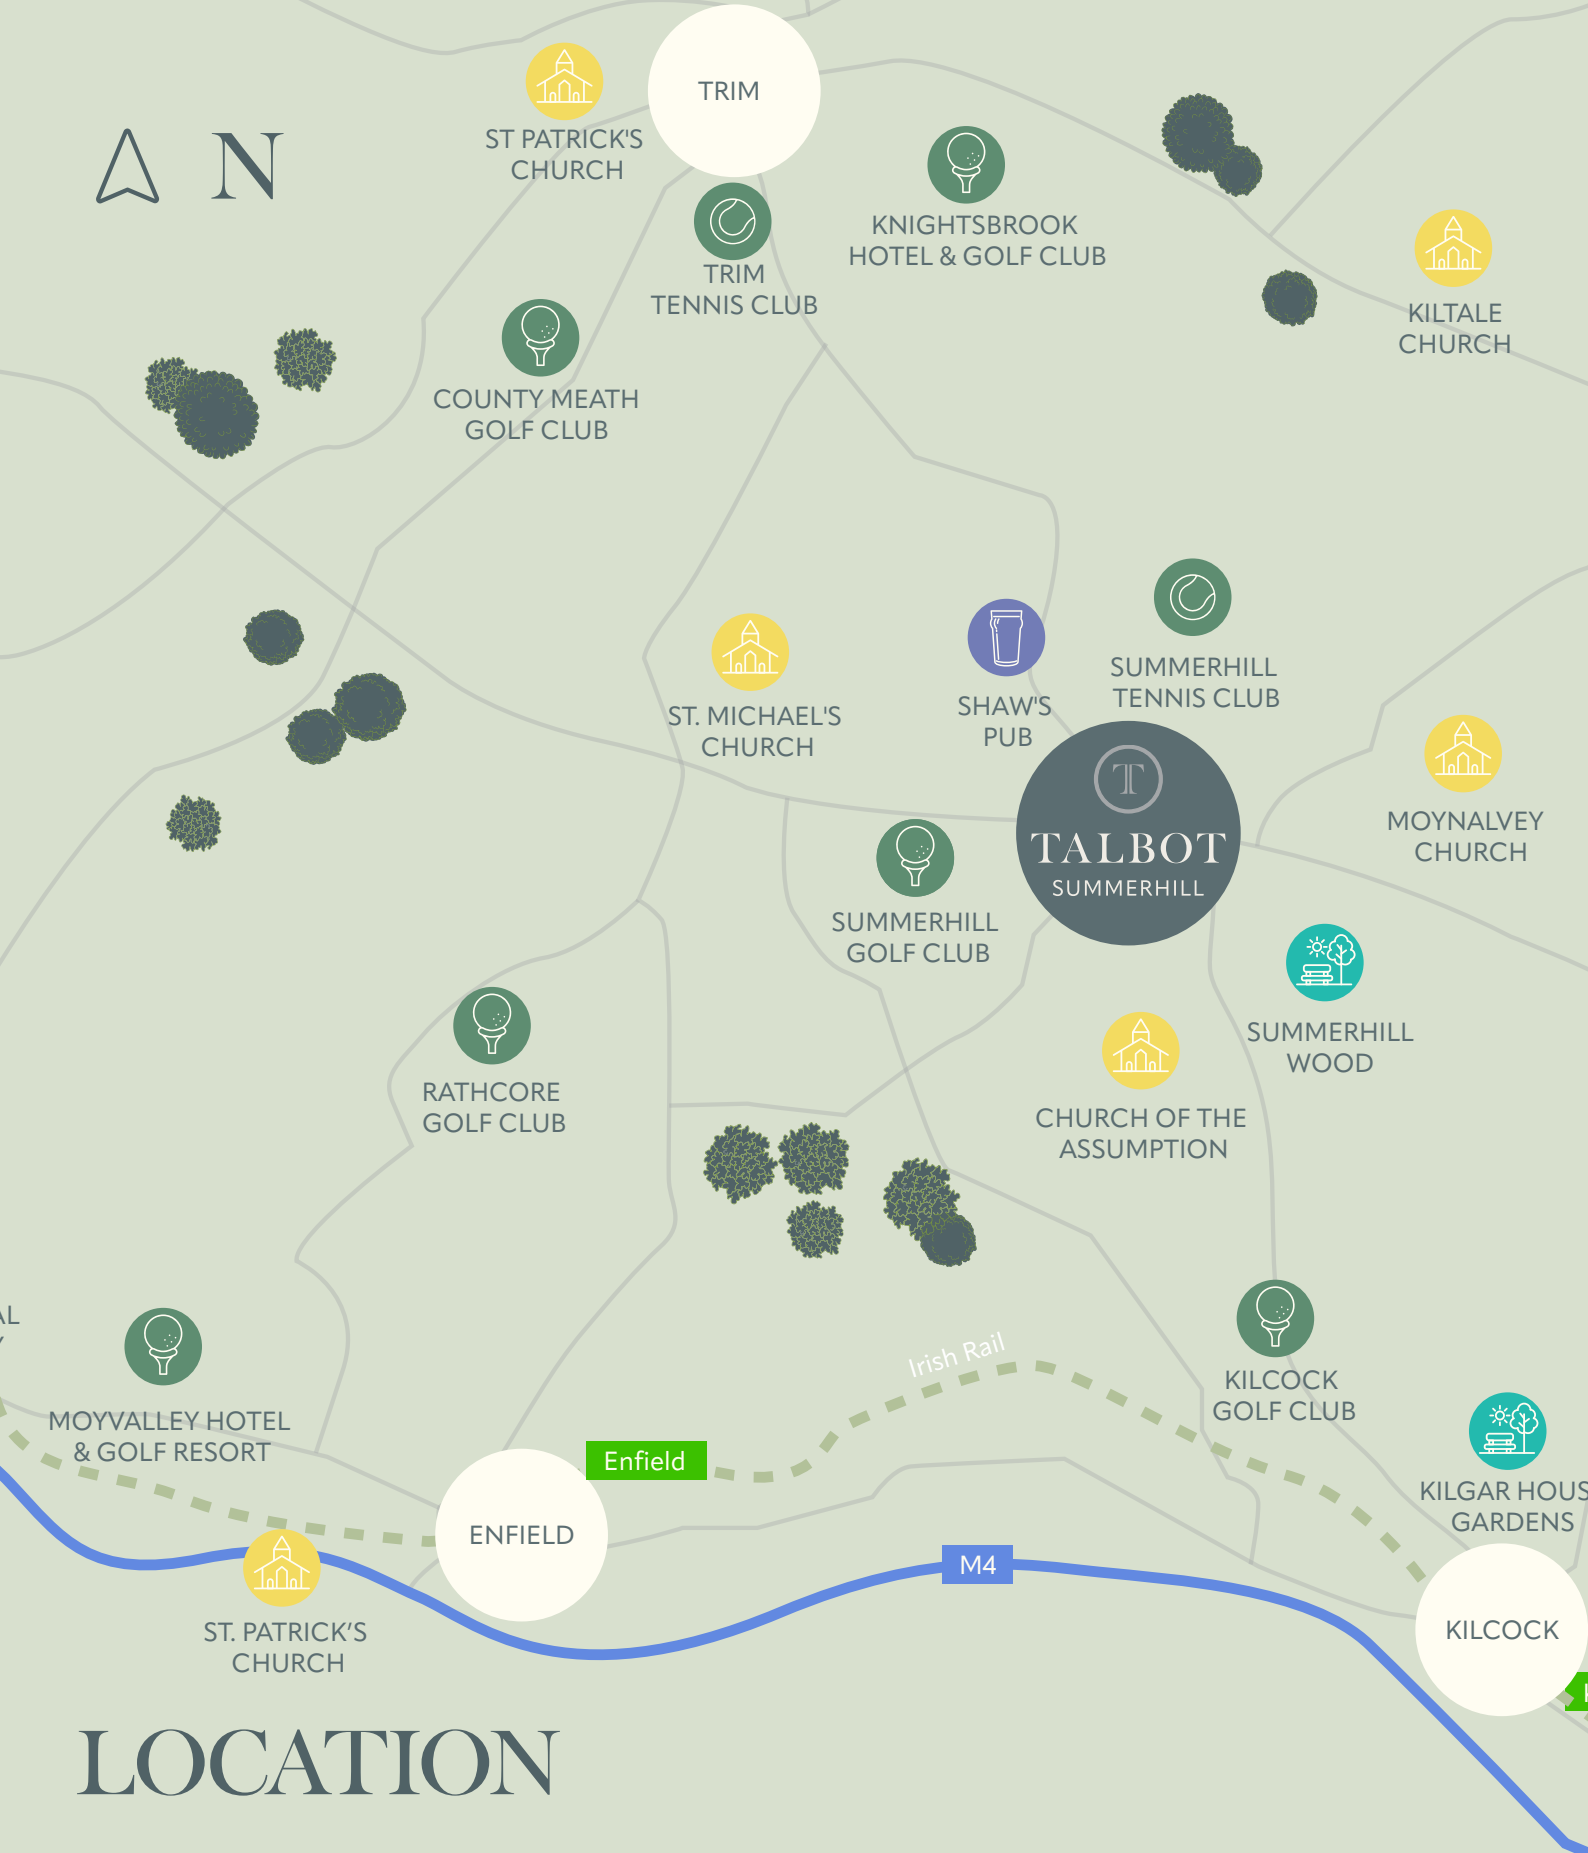 TRIM
ST PATRICK'S
CHURCH
N
KNIGHTSBROOK
HOTEL & GOLF CLUB
TRIM
TENNIS CLUB
KILTALE
CHURCH
COUNTY MEATH
GOLF CLUB
SUMMERHILL
TENNIS CLUB
ST. MICHAEL'S
CHURCH
SHAW'S
PUB
T
TALBOT
SUMMERHILL
MOYNALVEY
CHURCH
SUMMERHILL
GOLF CLUB
SUMMERHILL
WOOD
RATHCORE
GOLF CLUB
CHURCH OF THE
ASSUMPTION
AL
Y
Irish Rail
KILCOCK
GOLF CLUB
MOYVALLEY HOTEL
& GOLF RESORT
Enfield
KILGAR HOUS
GARDENS
ENFIELD
M4
ST. PATRICK’S
CHURCH
KILCOCK
LOCATION